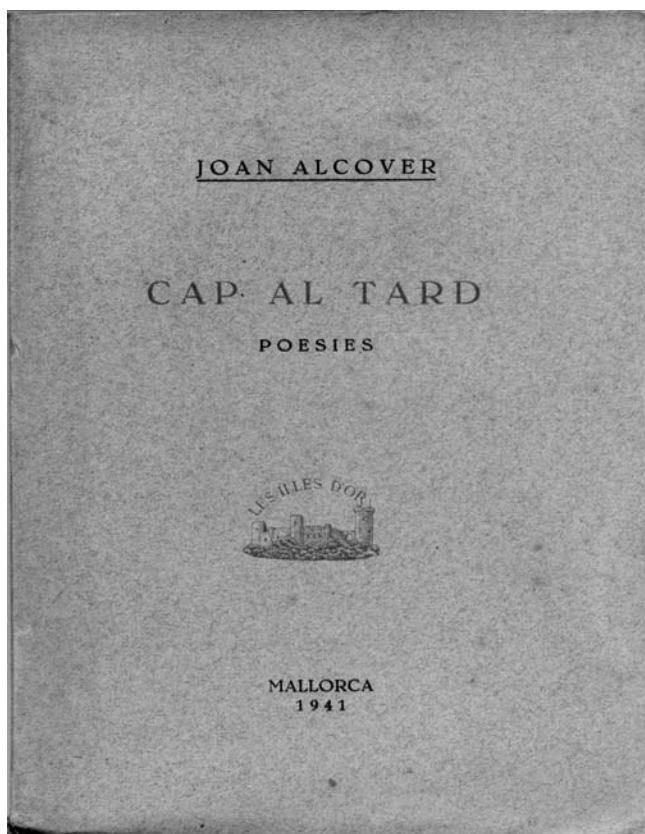 JOAN ALCOVER
CAP AL TARD
POESIES
LES ILLES D'OR
MALLORCA
1941